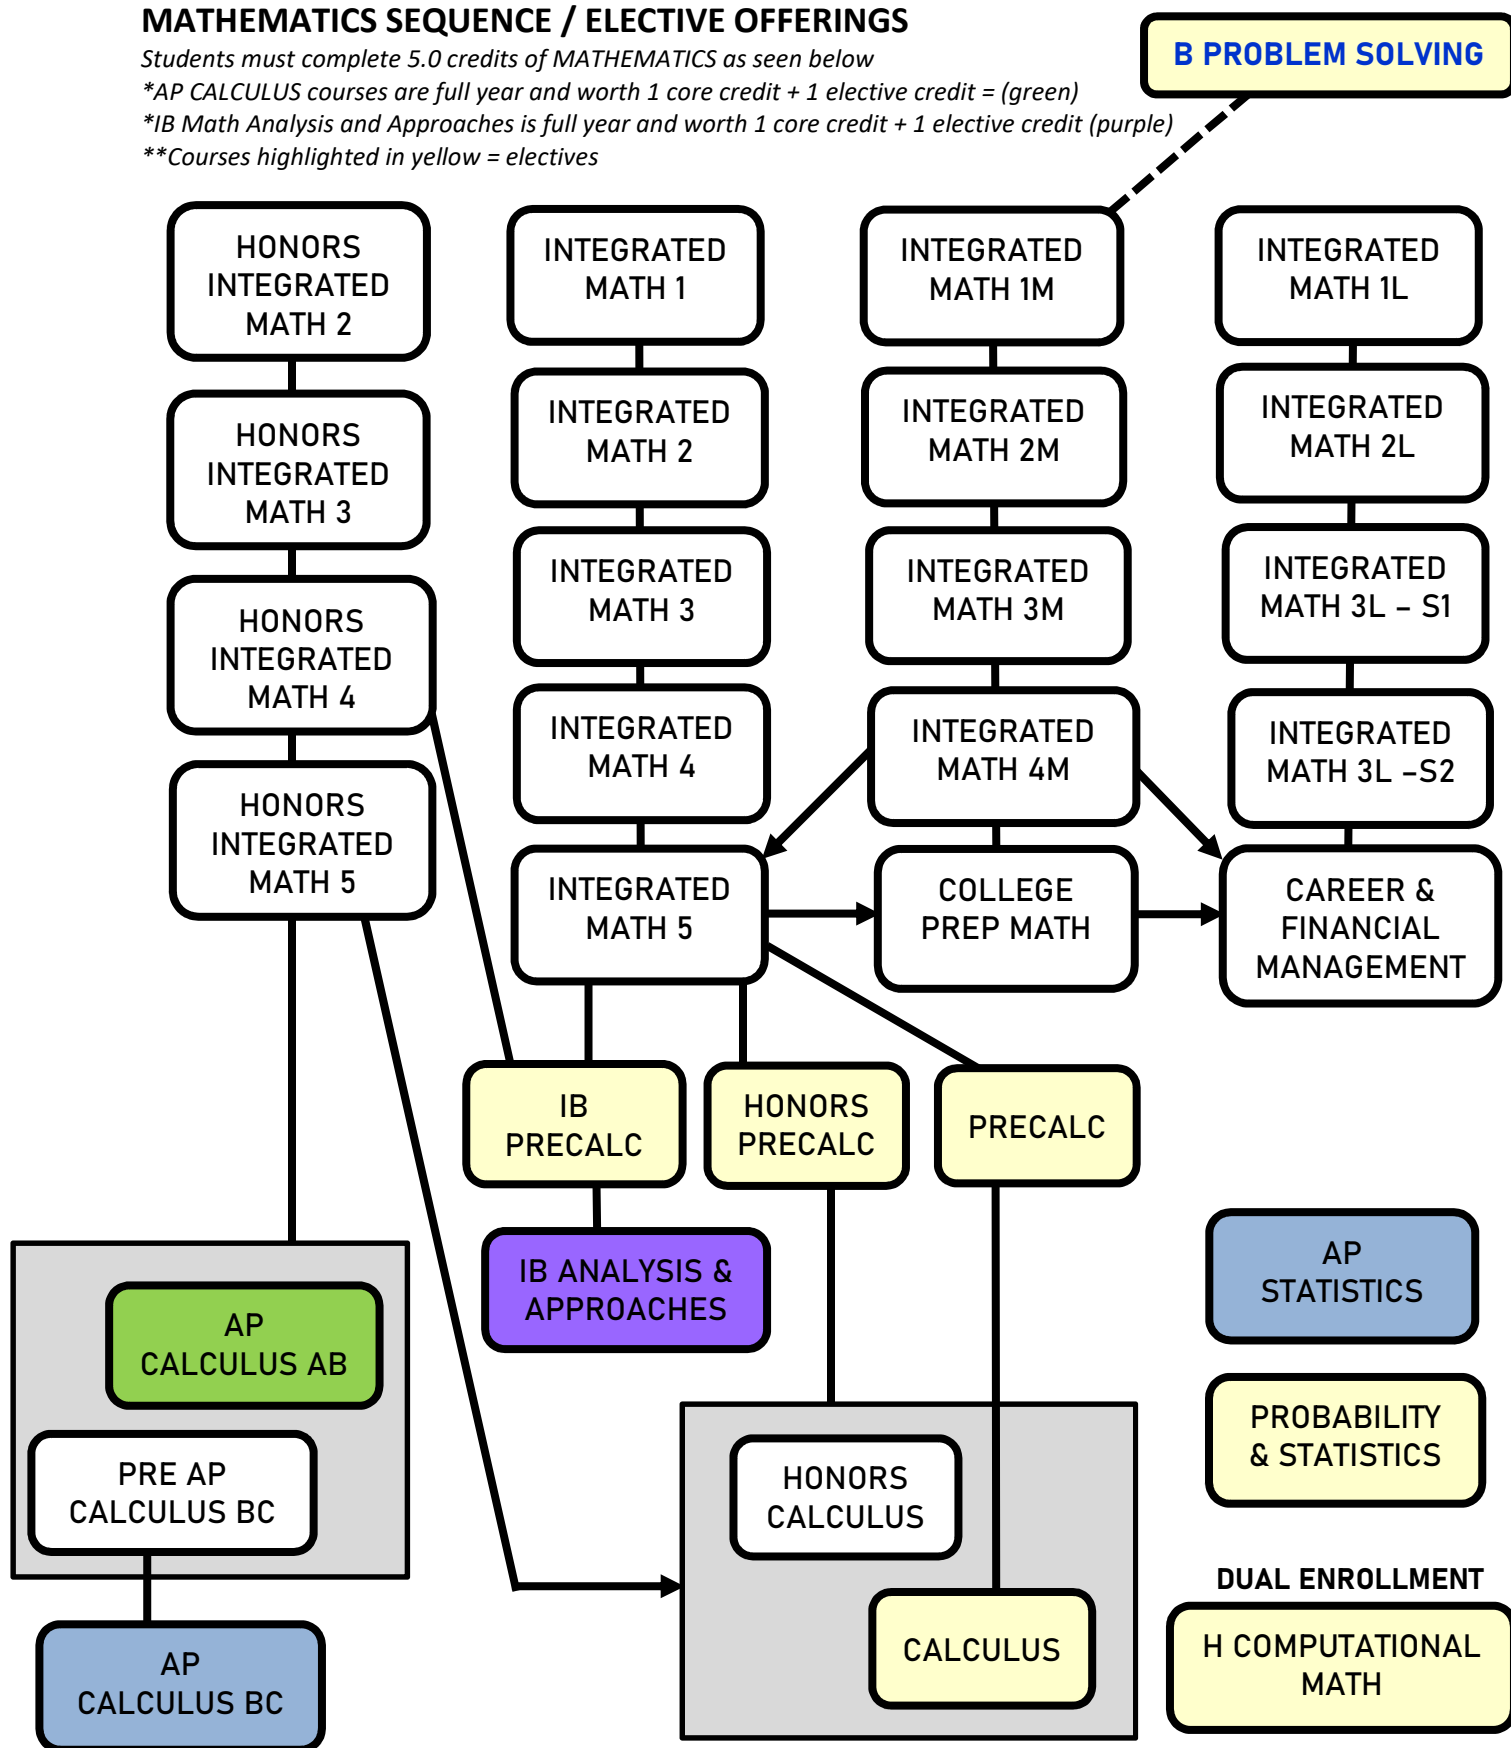 MATHEMATICS SEQUENCE / ELECTIVE OFFERINGS
Students must complete 5.0 credits of MATHEMATICS as seen below
*AP CALCULUS courses are full year and worth 1 core credit + 1 elective credit = (green)
*IB Math Analysis and Approaches is full year and worth 1 core credit + 1 elective credit (purple)
**Courses highlighted in yellow = electives
B PROBLEM SOLVING
HONORS
INTEGRATED
MATH 2
INTEGRATED
MATH 1
INTEGRATED
MATH 1M
INTEGRATED
MATH 1L
HONORS
INTEGRATED
MATH 3
INTEGRATED
MATH 2
INTEGRATED
MATH 2M
INTEGRATED
MATH 2L
HONORS
INTEGRATED
MATH 4
INTEGRATED
MATH 3
INTEGRATED
MATH 3M
INTEGRATED
MATH 3L – S1
HONORS
INTEGRATED
MATH 5
INTEGRATED
MATH 4
INTEGRATED
MATH 4M
INTEGRATED
MATH 3L –S2
INTEGRATED
MATH 5
COLLEGE
PREP MATH
CAREER &
FINANCIAL
MANAGEMENT
IB
PRECALC
HONORS
PRECALC
PRECALC
IB ANALYSIS &
APPROACHES
AP
STATISTICS
AP
CALCULUS AB
PROBABILITY
& STATISTICS
PRE AP
CALCULUS BC
HONORS
CALCULUS
DUAL ENROLLMENT
AP
CALCULUS BC
CALCULUS
H COMPUTATIONAL
MATH